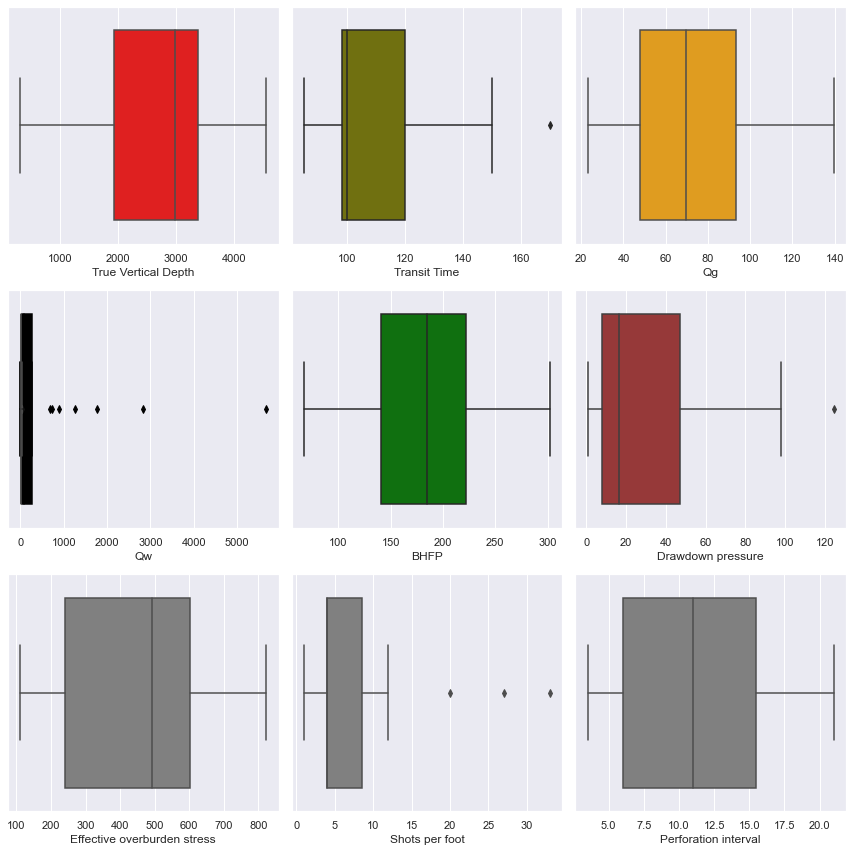 1000 2000 3000 4000
True Vertical Depth
100 120 140 160
Transit Time
20 40 60 80 100 120 140
Qg
0 1000 2000 3000 4000 5000
Qw
100 150 200 250 300
BHFP
0 20 40 60 80 100 120
Drawdown pressure
100 200 300 400 500 600 700 800
Effective overburden stress
0 5 10 15 20 25 30
Shots per foot
5.0 7.5 10.0 12.5 15.0 17.5 20.0
Perforation interval